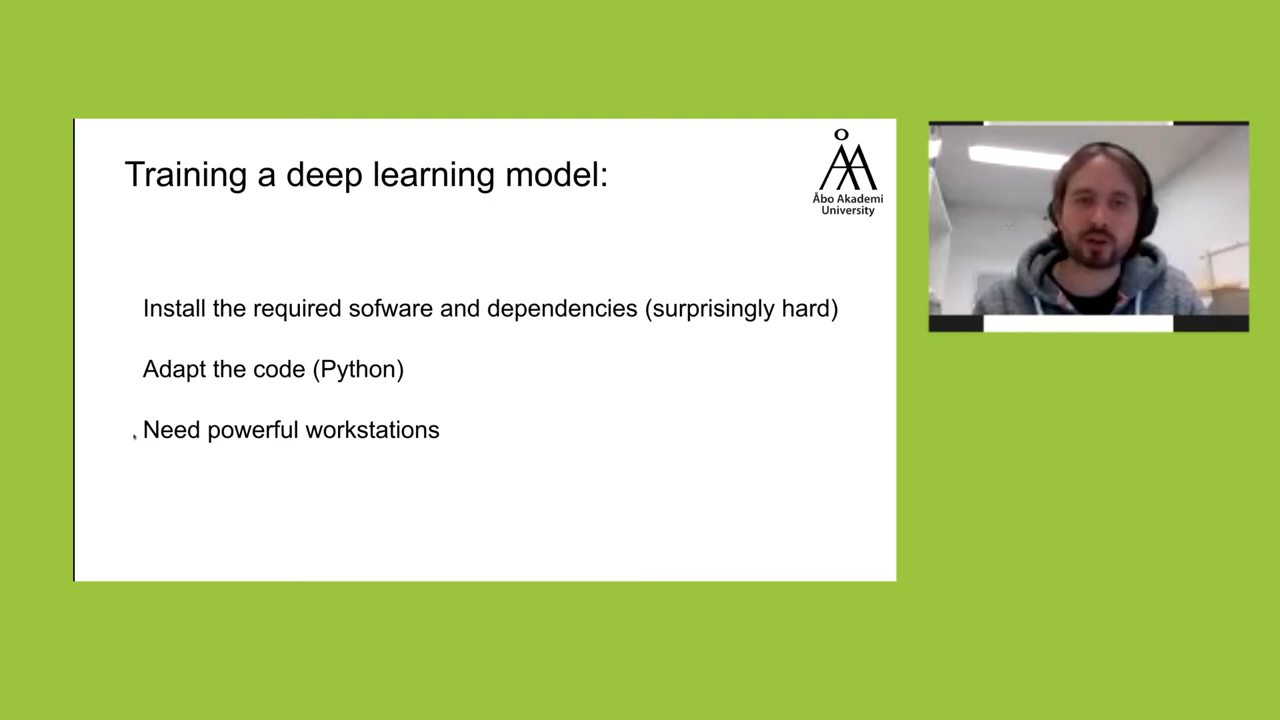 Training a deep learning model:
Åbo Akademi
University
Install the required sofware and dependencies (surprisingly hard)
Adapt the code (Python)
Need powerful workstations